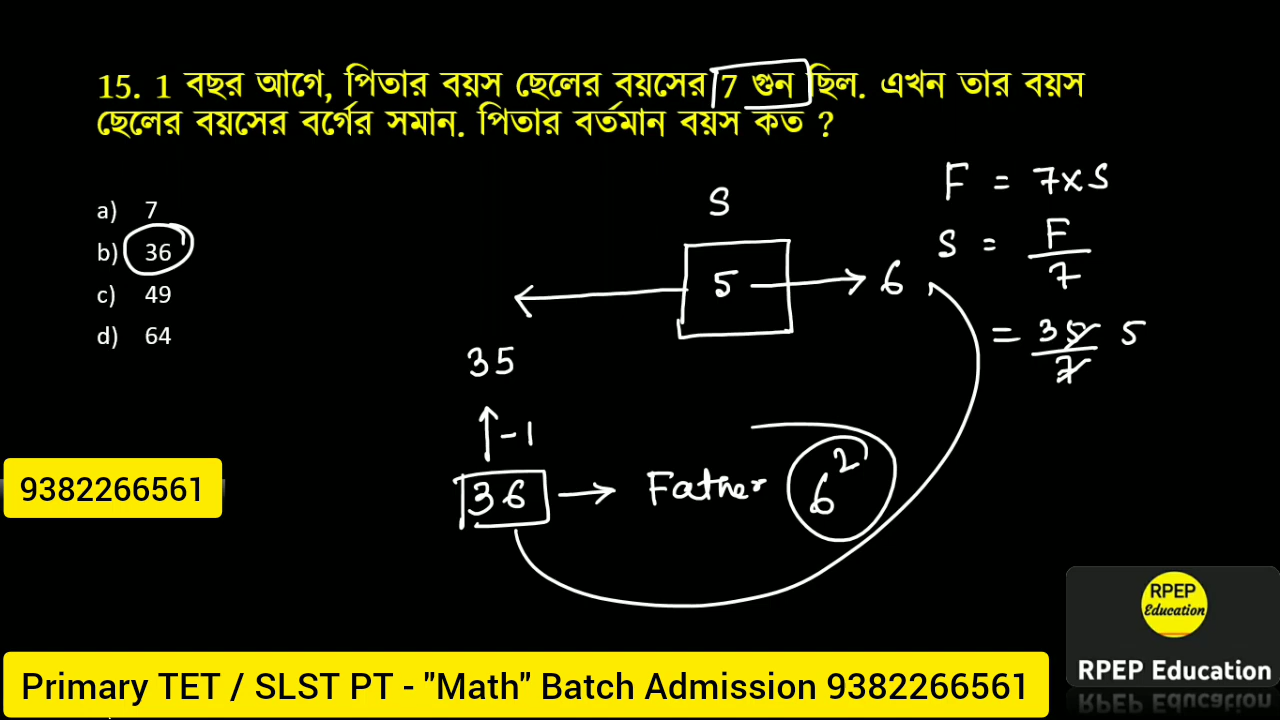 15. 1 বছর আগে, পিতার বয়স ছেলের বয়সের 7 গুন ছিল. এখন তার বয়স
ছেলের বয়সের বর্গের সমান. পিতার বর্তমান বয়স কত ?
a) 7
b) 36
c) 49
d) 64
S
5
6
F = 7xS
S = F/7
= 35/7 5
35
-1
36
Father 6²
9382266561
RPEP
Education
RPEP Education
Primary TET / SLST PT - "Math" Batch Admission 9382266561